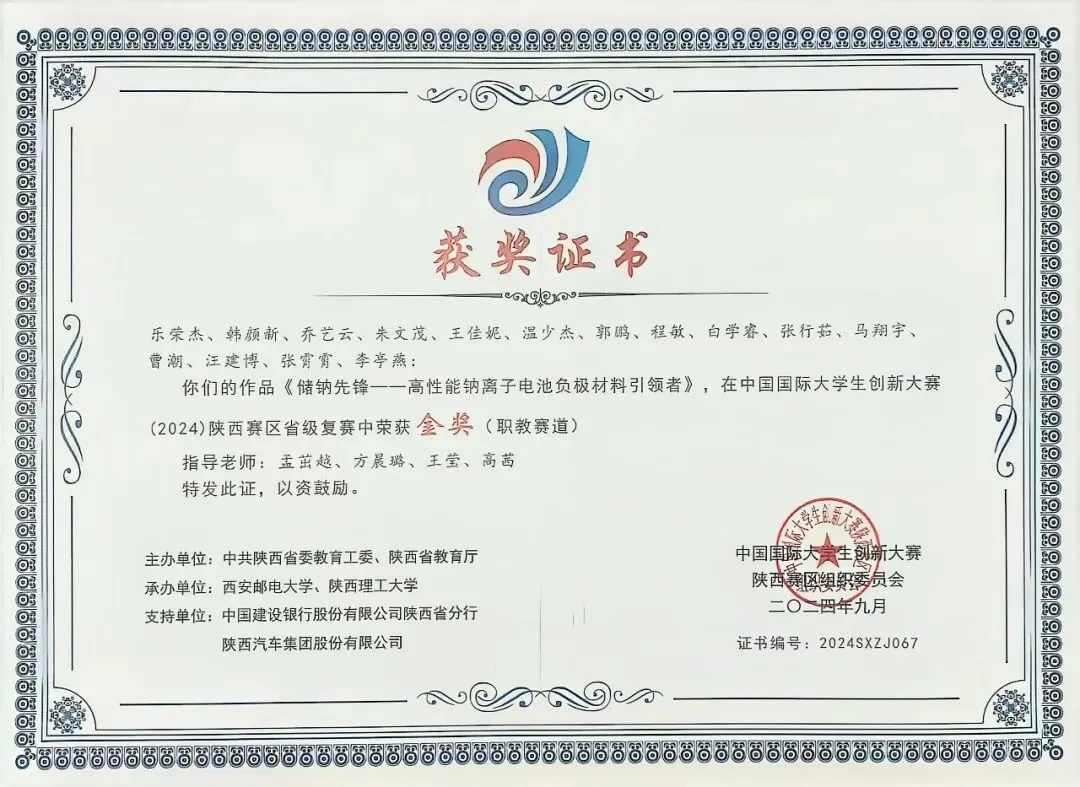 获奖证书
乐荣杰、韩颜新、乔艺云、朱文茂、王佳妮、温少杰、郭鹏、程敏、白学睿、张行茹、马翔宇、
曹潮、汪建博、张霄霄、李亭燕：
你们的作品《储钠先锋——高性能钠离子电池负极材料引领者》，在中国国际大学生创新大赛
(2024)陕西赛区省级复赛中荣获 金奖（职教赛道）
指导老师：孟茁越、方晨璐、王莹、高茜
特发此证，以资鼓励。
主办单位：中共陕西省委教育工委、陕西省教育厅
承办单位：西安邮电大学、陕西理工大学
支持单位：中国建设银行股份有限公司陕西省分行
陕西汽车集团股份有限公司
中国国际大学生创新大赛
陕西赛区组织委员会
二〇二四年九月
证书编号：2024SXZJ067